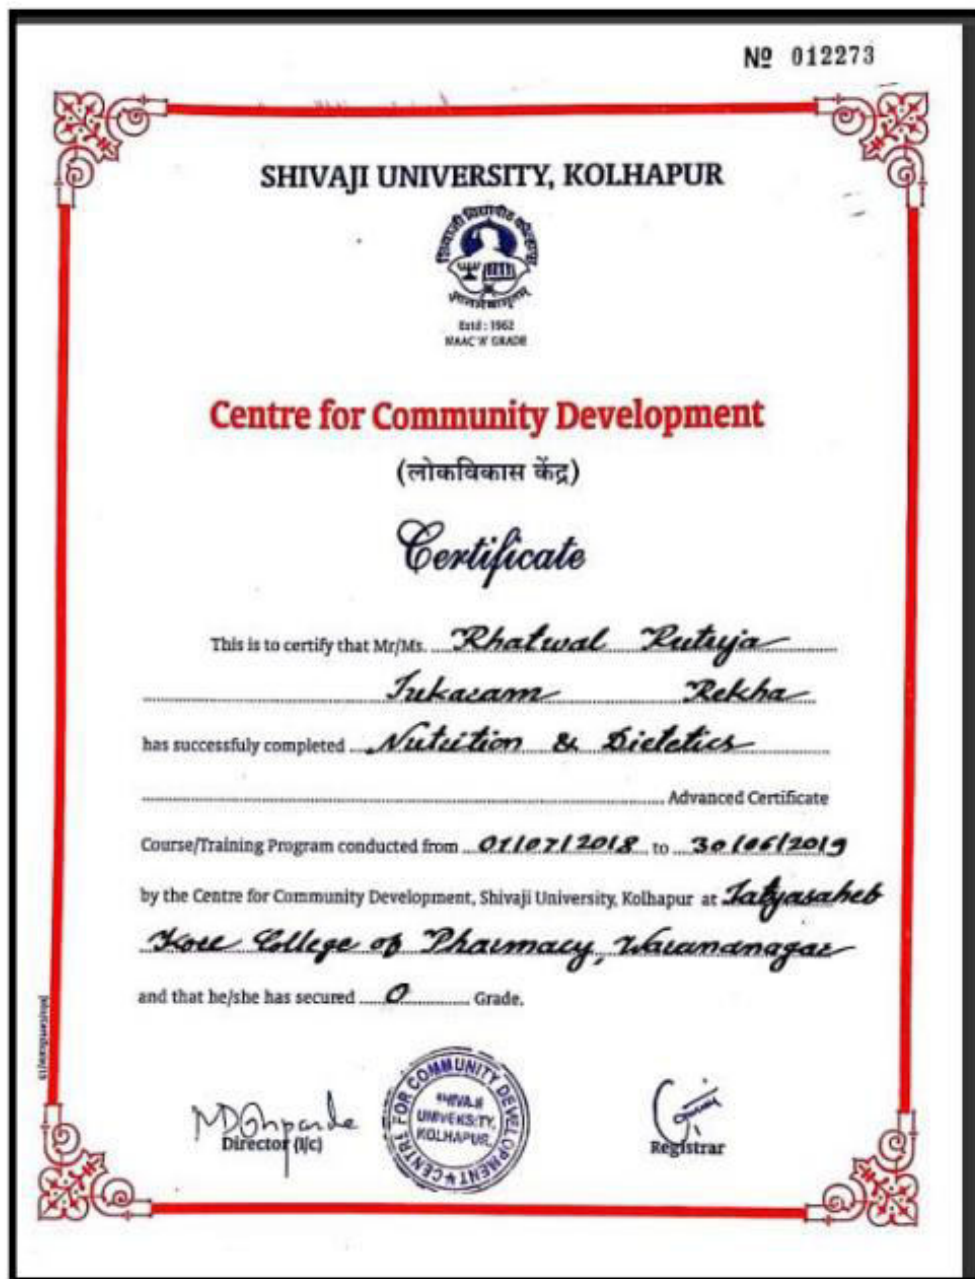 Nº 012273
SHIVAJI UNIVERSITY, KOLHAPUR
शिवाजी विद्यापीठ कोल्हापूर
Estd : 1962
NAAC 'A' GRADE
Centre for Community Development
(लोकविकास केंद्र)
Certificate
This is to certify that Mr/Ms. Rhatwal Rutuja
Tukaram Rekha
has successfuly completed Nutrition & Dietetics
Advanced Certificate
Course/Training Program conducted from 01/07/2018 to 30/06/2019
by the Centre for Community Development, Shivaji University, Kolhapur at Tatyasaheb
Kore College of Pharmacy, Warananagar
and that he/she has secured O Grade.
CENTRE FOR COMMUNITY DEVELOPMENT
SHIVAJI
UNIVERSITY,
KOLHAPUR.
Director (I/c)
Registrar